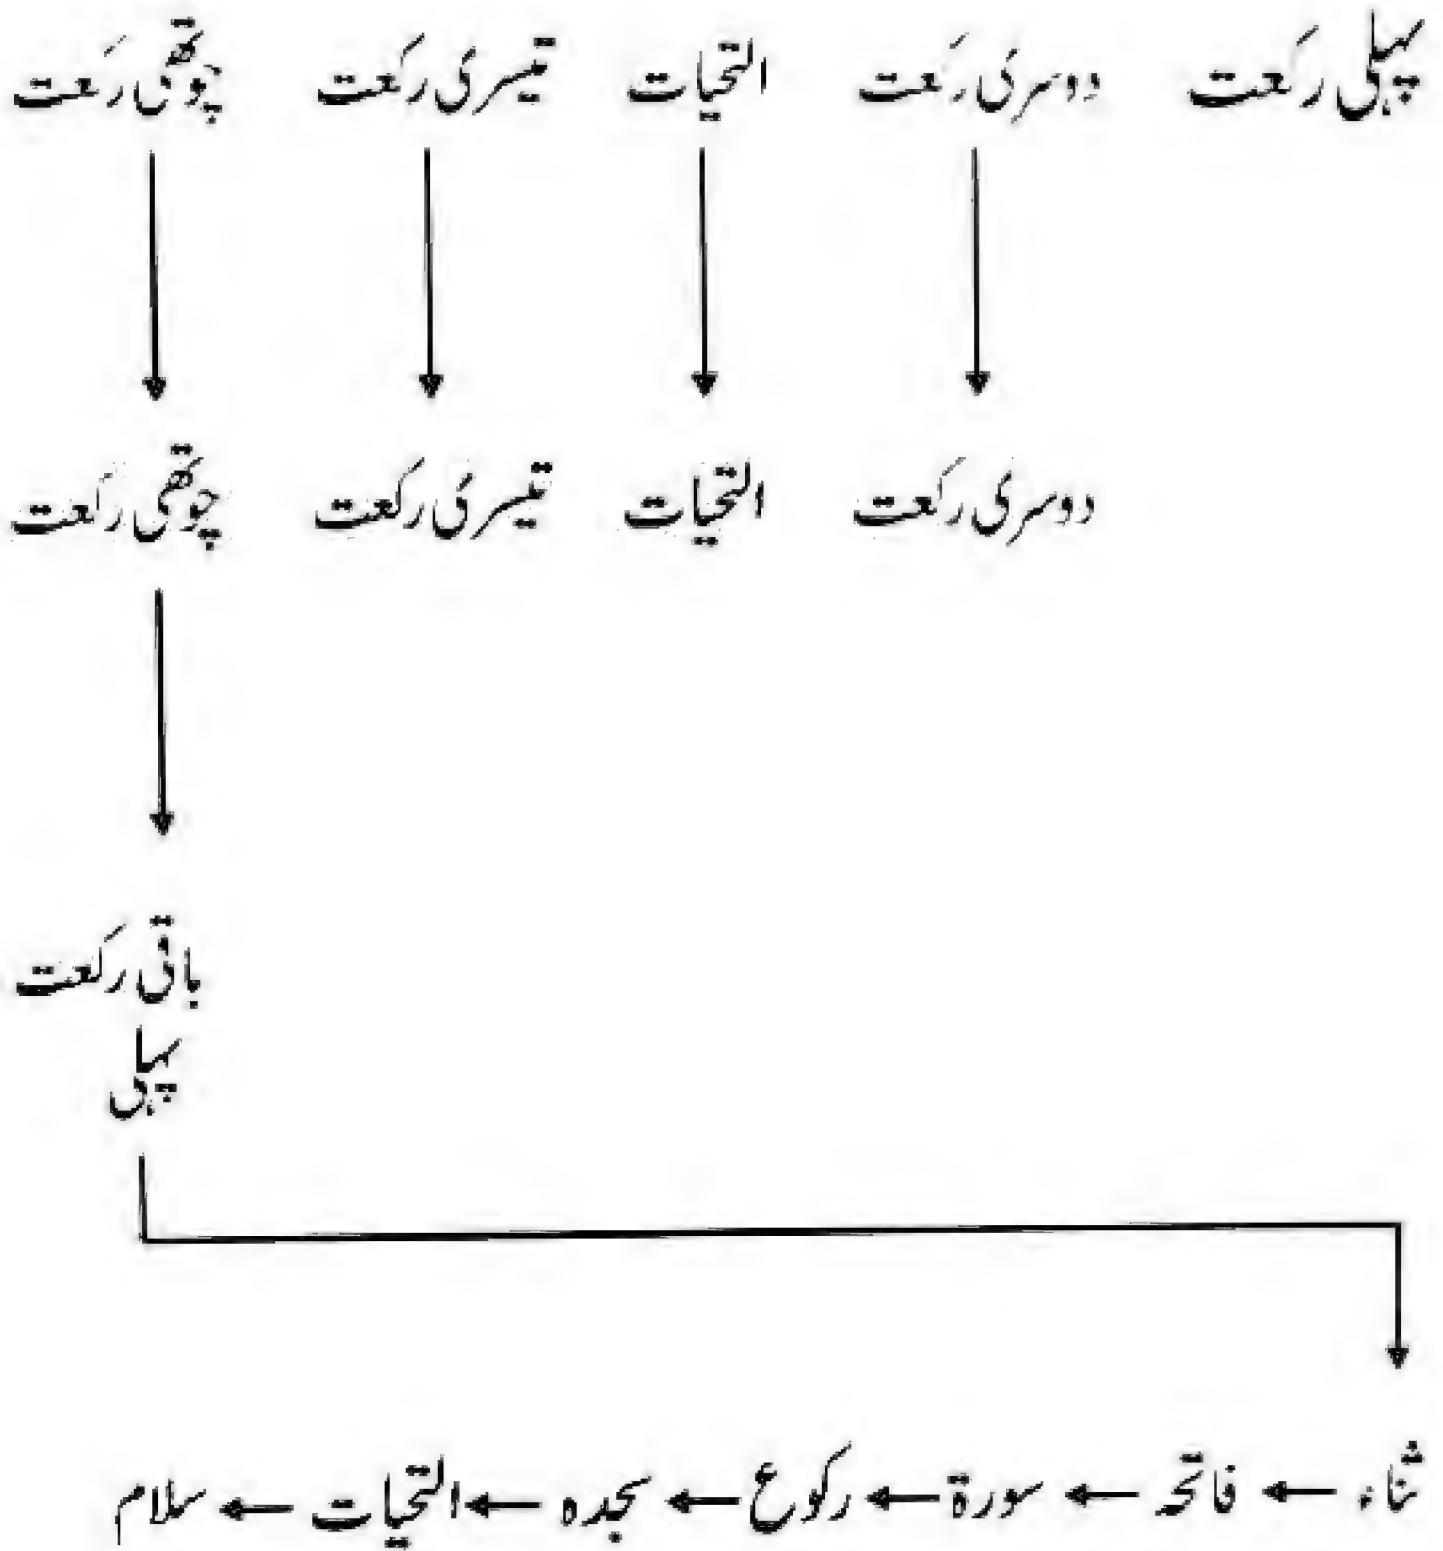 پہلی رکعت دوسری رکعت التحیات تیسری رکعت چوتھی رکعت
دوسری رکعت التحیات تیسری رکعت چوتھی رکعت
باقی رکعت
پہلی
ثناء ← فاتحہ ← سورۃ ← رکوع ← سجدہ ← التحیات ← سلام